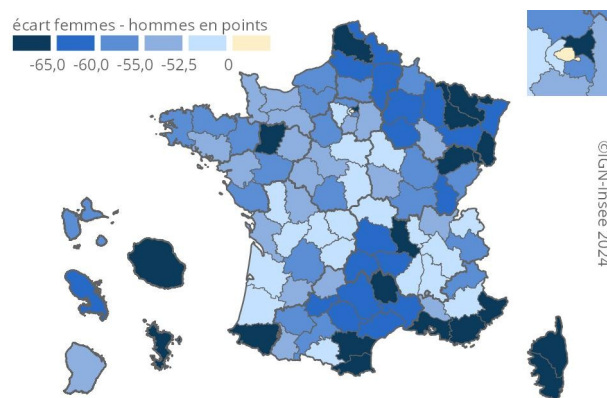 écart femmes - hommes en points
-65,0 -60,0 -55,0 -52,5 0
©IGN-Insee 2024